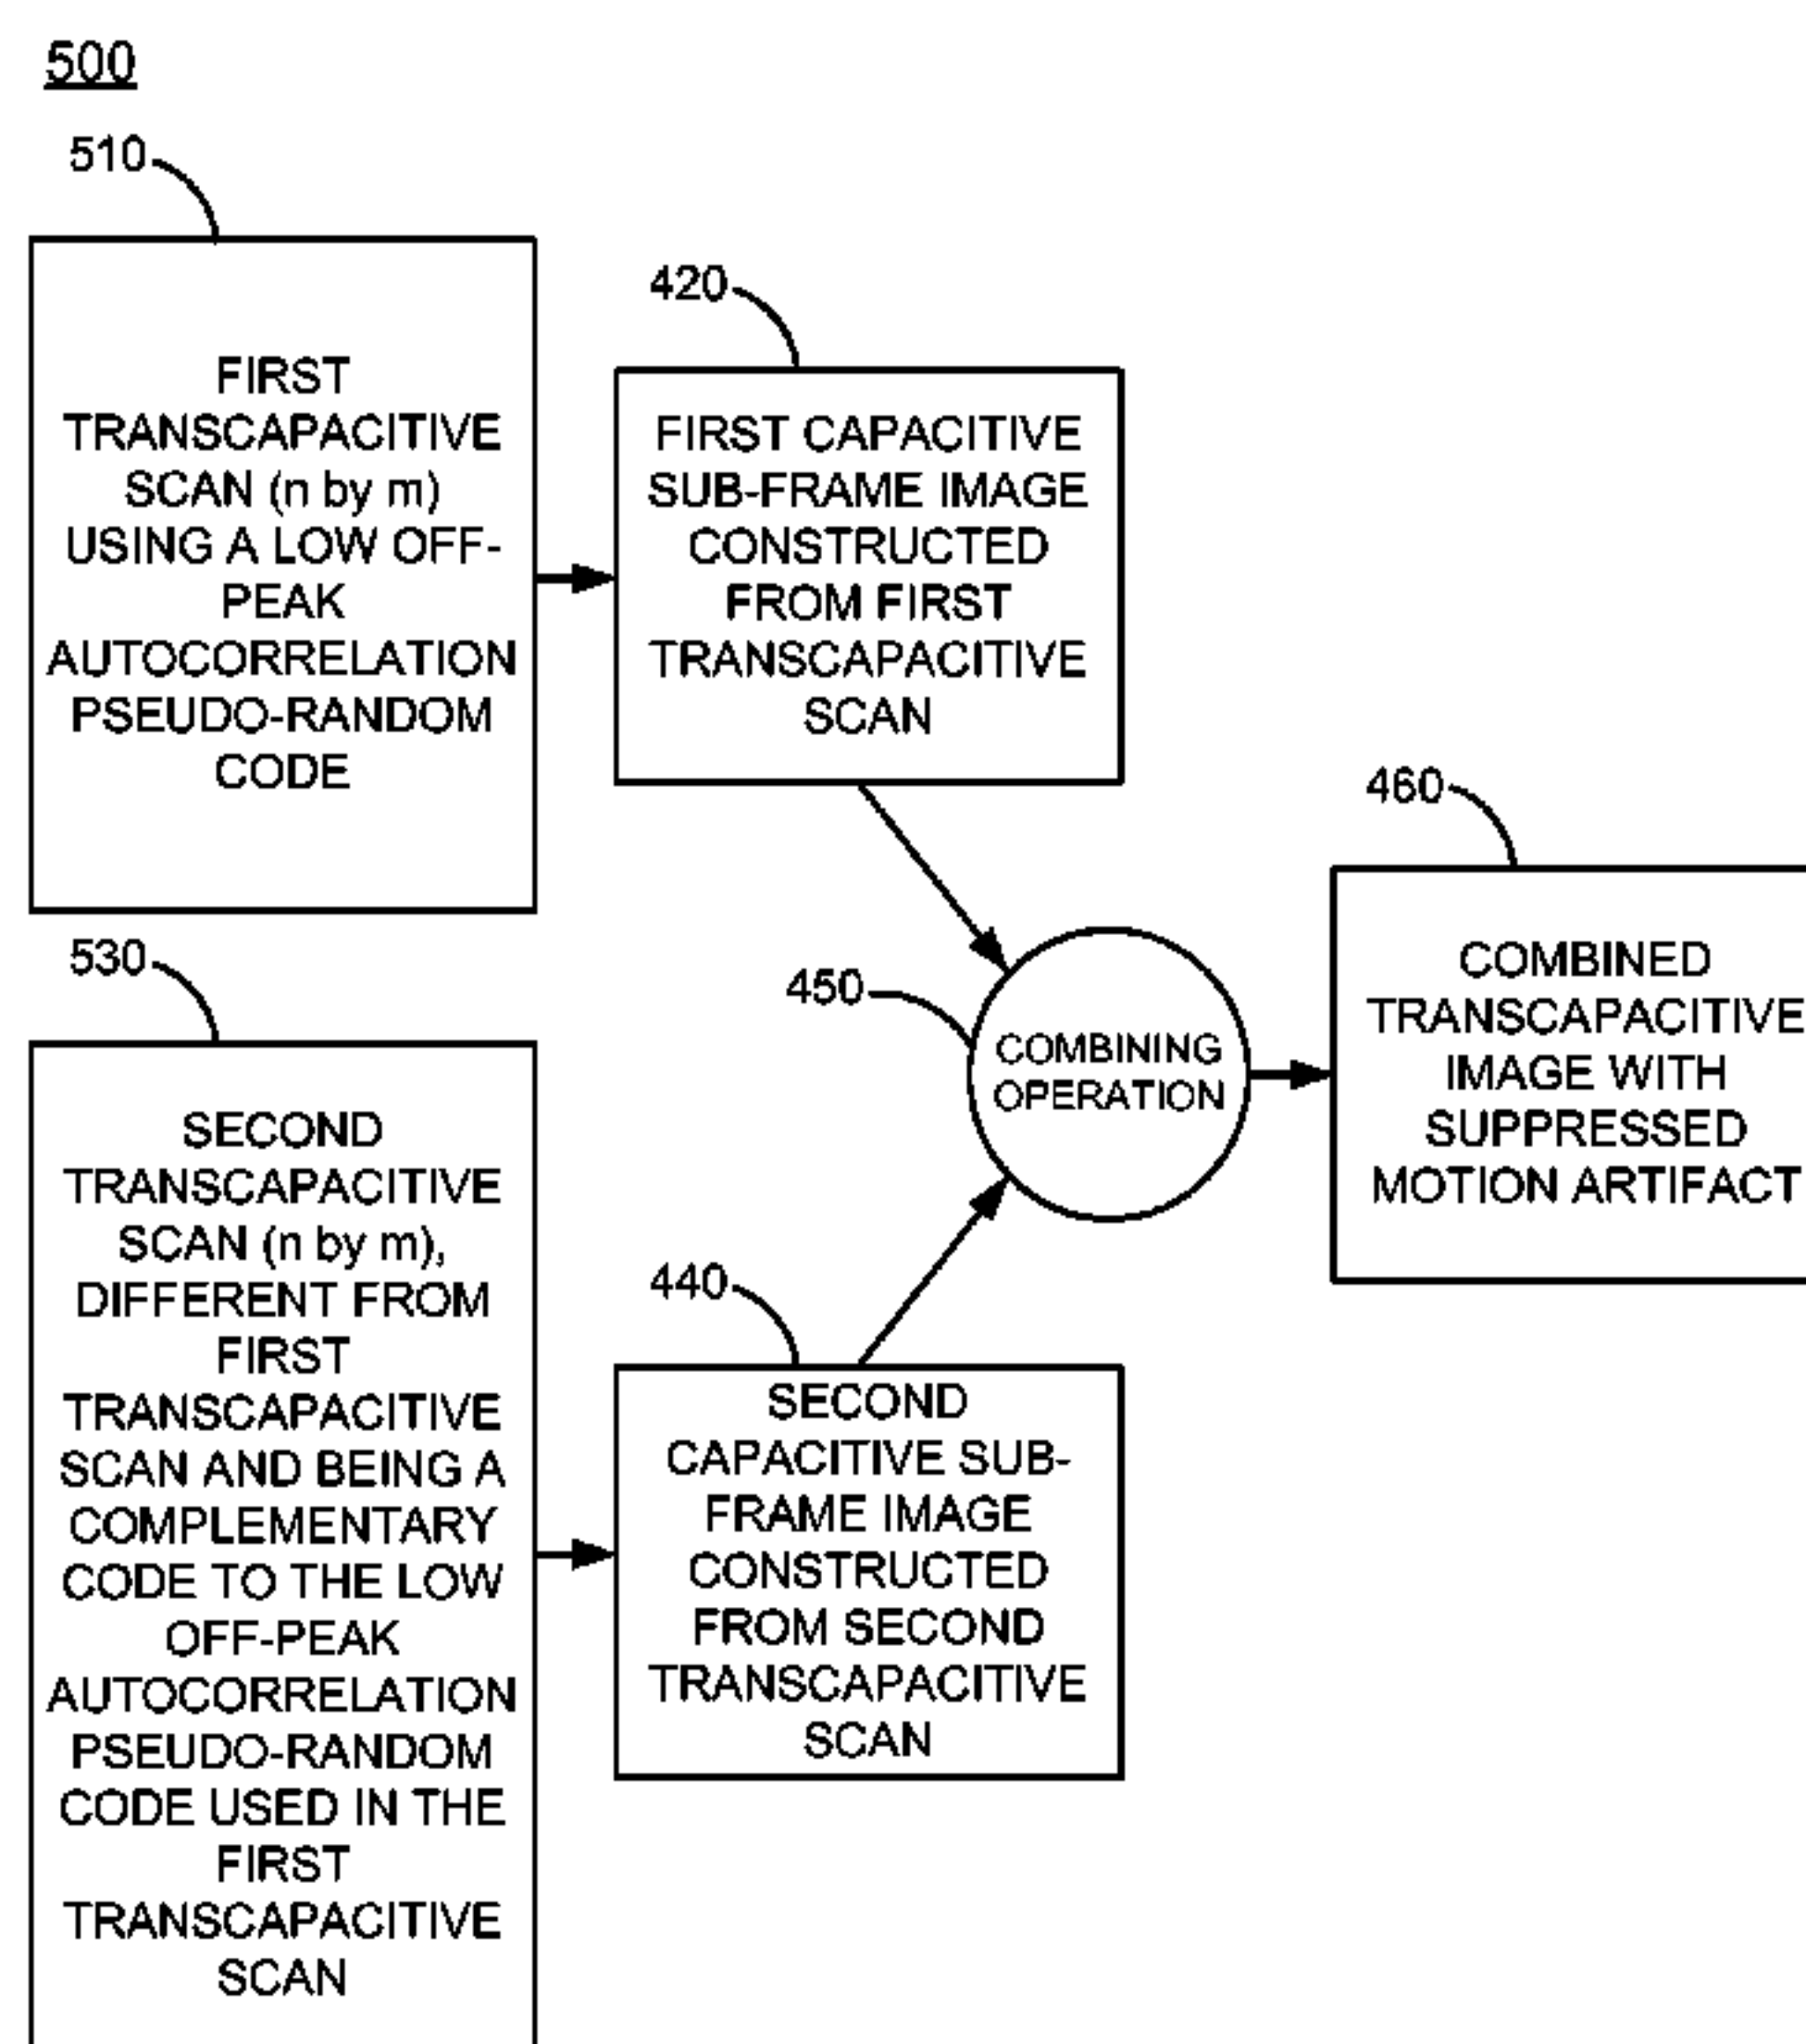 500
510
FIRST
TRANSCAPACITIVE
SCAN (n by m)
USING A LOW OFF-
PEAK
AUTOCORRELATION
PSEUDO-RANDOM
CODE
420
FIRST CAPACITIVE
SUB-FRAME IMAGE
CONSTRUCTED
FROM FIRST
TRANSCAPACITIVE
SCAN
530
SECOND
TRANSCAPACITIVE
SCAN (n by m),
DIFFERENT FROM
FIRST
TRANSCAPACITIVE
SCAN AND BEING A
COMPLEMENTARY
CODE TO THE LOW
OFF-PEAK
AUTOCORRELATION
PSEUDO-RANDOM
CODE USED IN THE
FIRST
TRANSCAPACITIVE
SCAN
440
SECOND
CAPACITIVE SUB-
FRAME IMAGE
CONSTRUCTED
FROM SECOND
TRANSCAPACITIVE
SCAN
450
COMBINING
OPERATION
460
COMBINED
TRANSCAPACITIVE
IMAGE WITH
SUPPRESSED
MOTION ARTIFACT